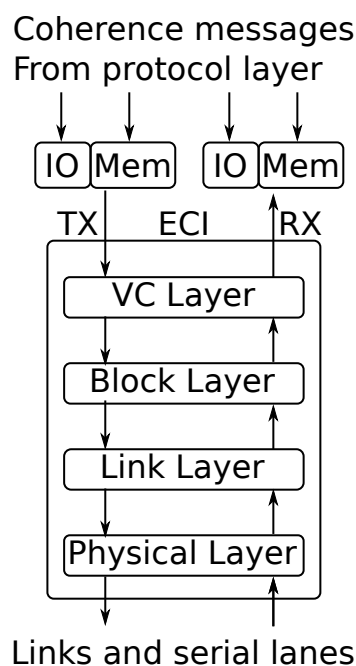 Coherence messages
From protocol layer
IO Mem IO Mem
TX ECI RX
VC Layer
Block Layer
Link Layer
Physical Layer
Links and serial lanes